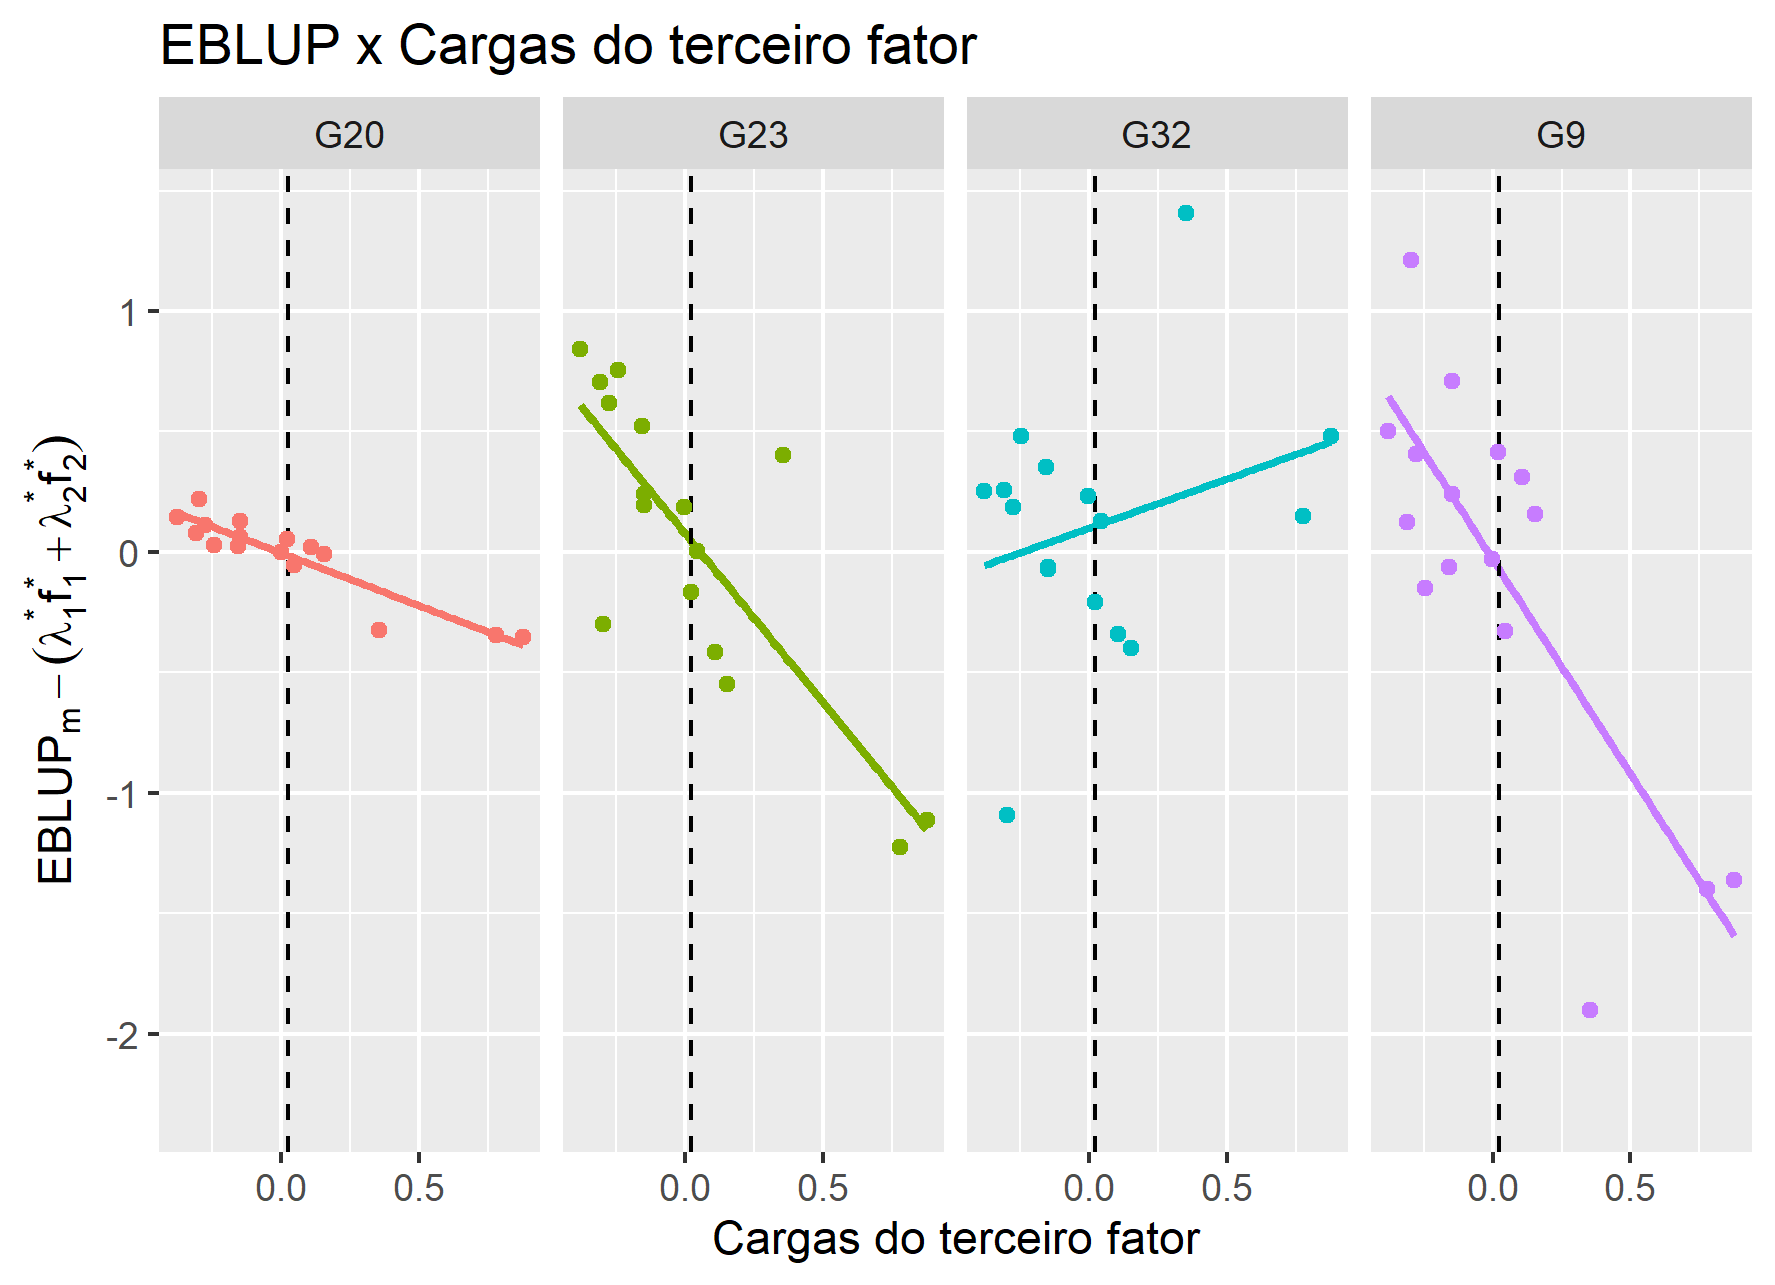 EBLUP x Cargas do terceiro fator
G20 G23 G32 G9
EBLUPₘ − (λ₁*f₁* + λ₂*f₂*)
1
0
-1
-2
0.0 0.5 0.0 0.5 0.0 0.5 0.0 0.5
Cargas do terceiro fator